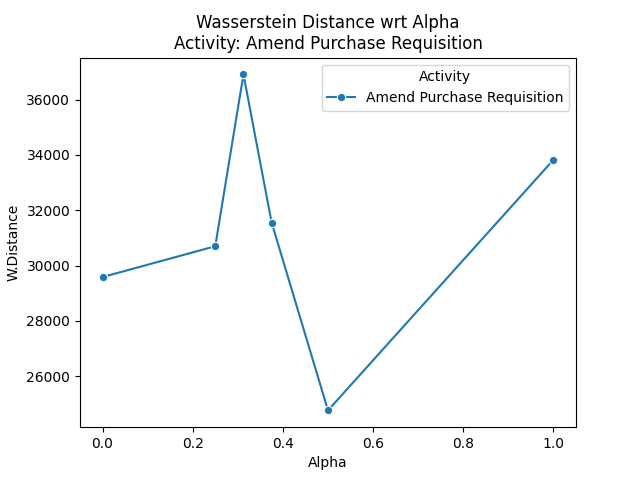 Wasserstein Distance wrt Alpha
Activity: Amend Purchase Requisition
Activity
Amend Purchase Requisition
W.Distance
36000
34000
32000
30000
28000
26000
0.0 0.2 0.4 0.6 0.8 1.0
Alpha